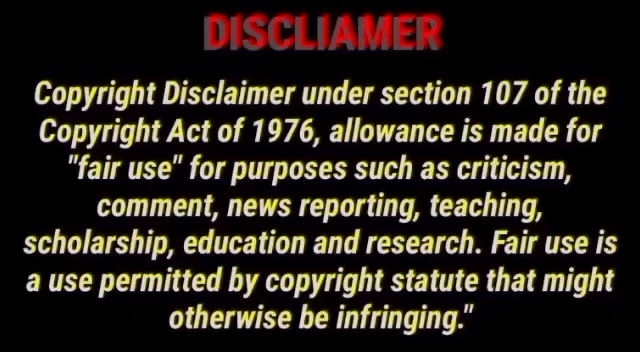 DISCLIAMER
Copyright Disclaimer under section 107 of the
Copyright Act of 1976, allowance is made for
"fair use" for purposes such as criticism,
comment, news reporting, teaching,
scholarship, education and research. Fair use is
a use permitted by copyright statute that might
otherwise be infringing."